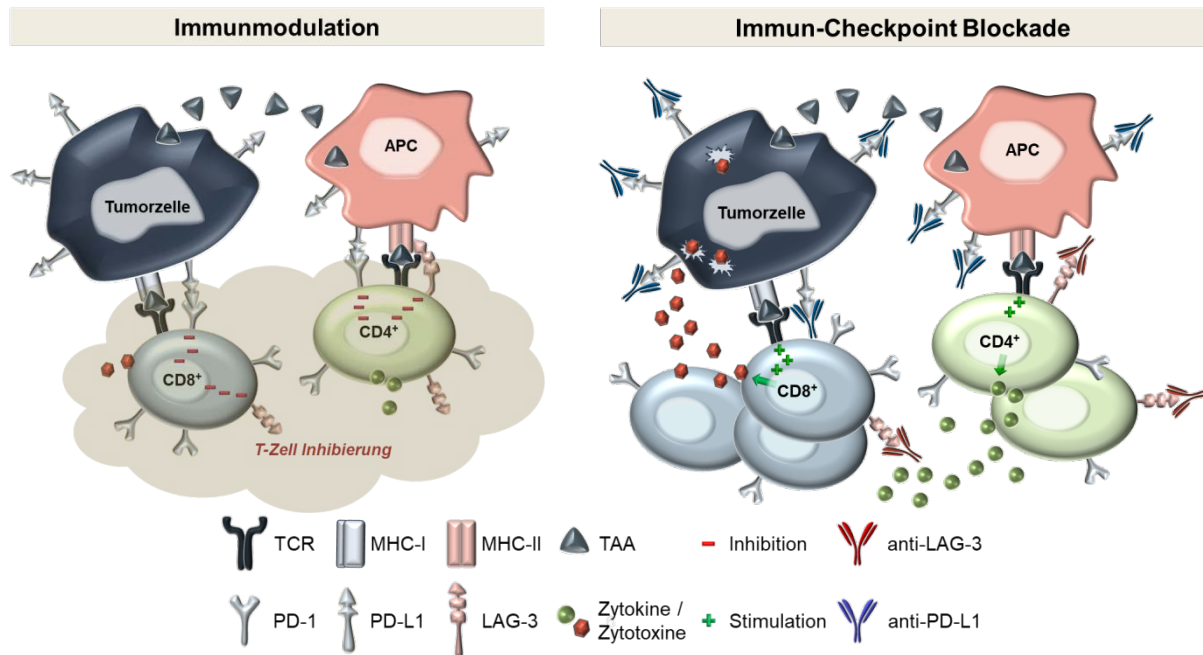 Immunmodulation
Immun-Checkpoint Blockade
Tumorzelle
APC
CD8+
CD4+
T-Zell Inhibierung
Tumorzelle
APC
CD8+
CD4+
TCR
MHC-I
MHC-II
TAA
Inhibition
anti-LAG-3
PD-1
PD-L1
LAG-3
Zytokine /
Zytotoxine
Stimulation
anti-PD-L1